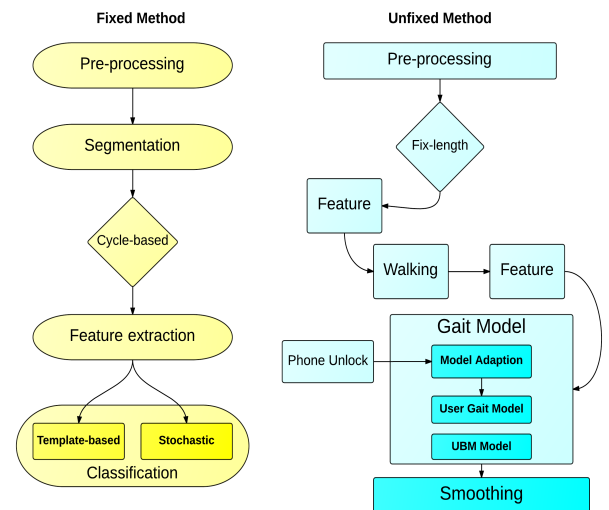 Fixed Method
Pre-processing
Segmentation
Cycle-based
Feature extraction
Template-based
Stochastic
Classification
Unfixed Method
Pre-processing
Fix-length
Feature
Walking
Feature
Gait Model
Phone Unlock
Model Adaption
User Gait Model
UBM Model
Smoothing